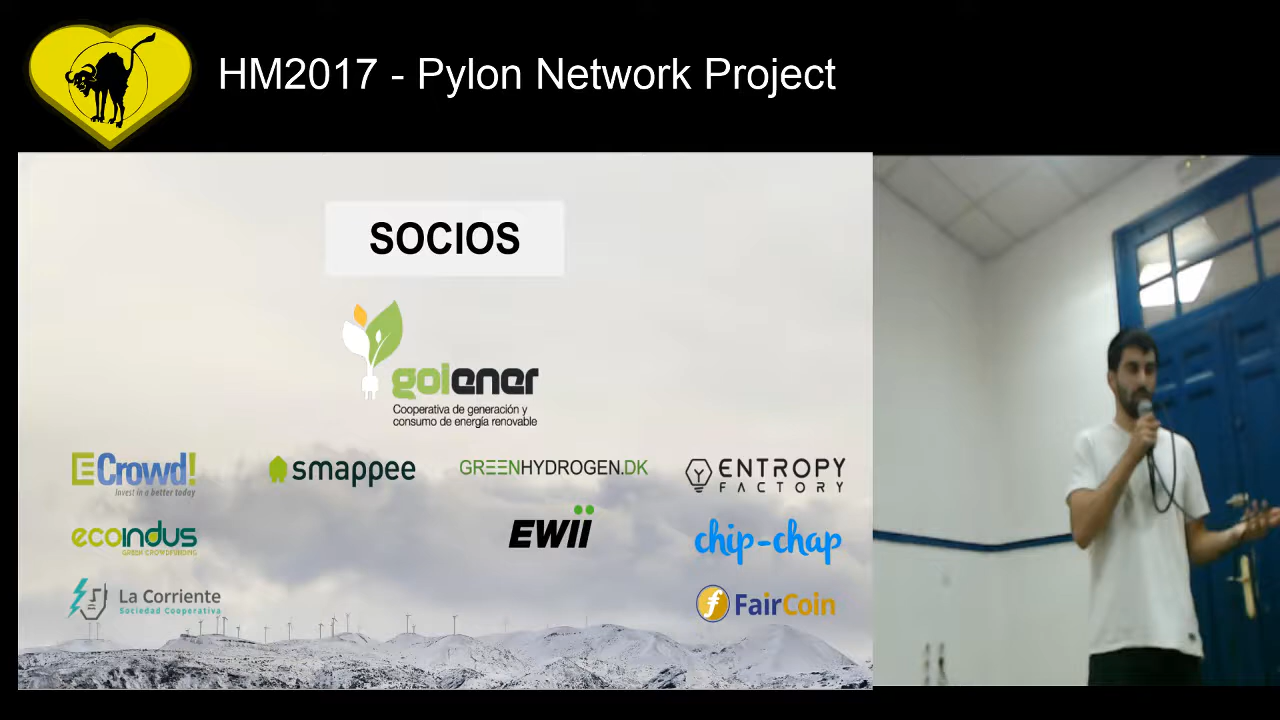 HM2017 - Pylon Network Project
SOCIOS
golener
Cooperativa de generación y
consumo de energía renovable
ECrowd!
Invest in a better today
smappee
GREENHYDROGEN.DK
ENTROPY
FACTORY
ecoindus
GREEN CROWDFUNDING
EWii
chip-chap
La Corriente
Sociedad Cooperativa
FairCoin